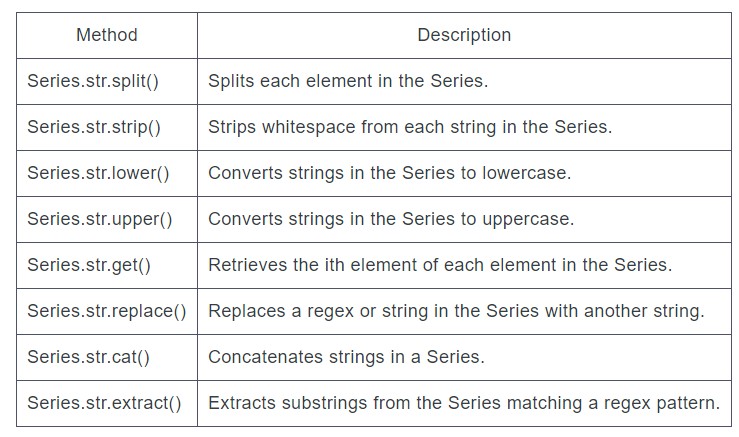 Method Description
Series.str.split() Splits each element in the Series.
Series.str.strip() Strips whitespace from each string in the Series.
Series.str.lower() Converts strings in the Series to lowercase.
Series.str.upper() Converts strings in the Series to uppercase.
Series.str.get() Retrieves the ith element of each element in the Series.
Series.str.replace() Replaces a regex or string in the Series with another string.
Series.str.cat() Concatenates strings in a Series.
Series.str.extract() Extracts substrings from the Series matching a regex pattern.